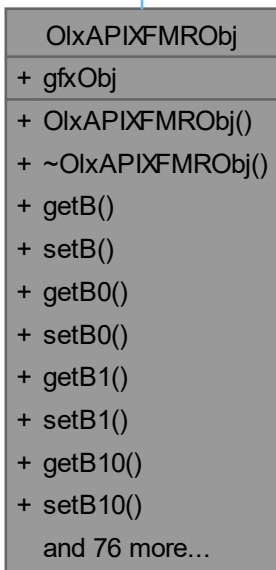 OlxAPIXFMRObj
+ gfxObj
+ OlxAPIXFMRObj()
+ ~OlxAPIXFMRObj()
+ getB()
+ setB()
+ getB0()
+ setB0()
+ getB1()
+ setB1()
+ getB10()
+ setB10()
and 76 more...